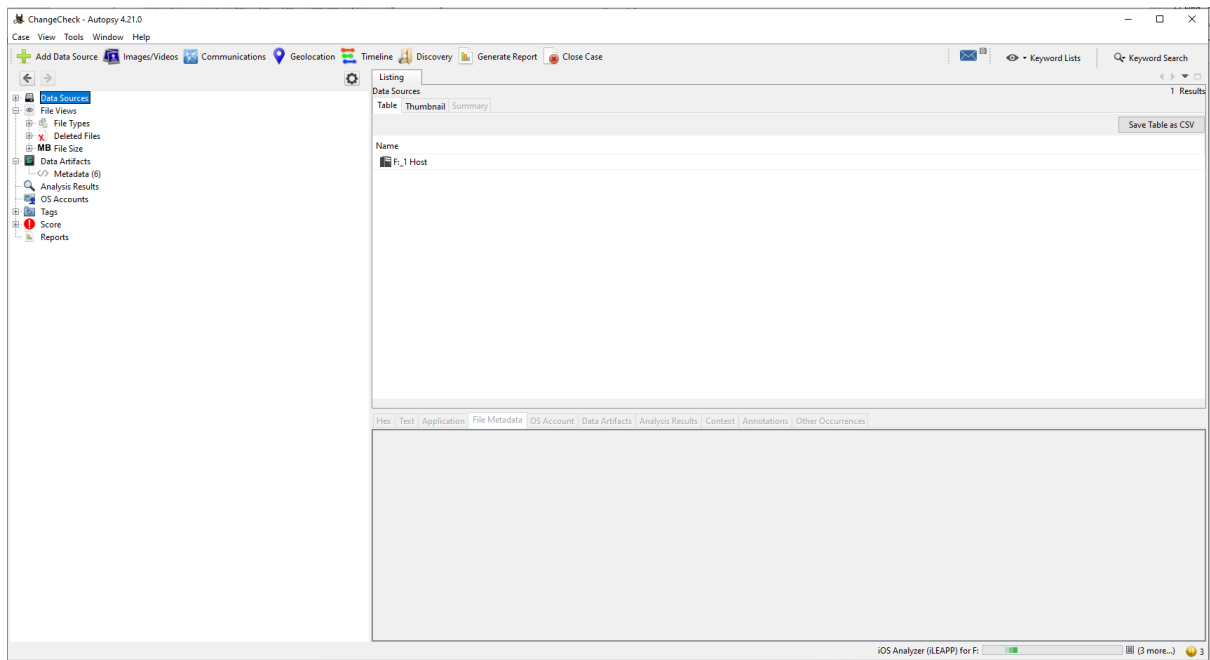 ChangeCheck - Autopsy 4.21.0
Case View Tools Window Help
Add Data Source Images/Videos Communications Geolocation Timeline Discovery Generate Report Close Case Keyword Lists Keyword Search
Data Sources
File Views
File Types
Deleted Files
MB File Size
Data Artifacts
Metadata (6)
Analysis Results
OS Accounts
Tags
Score
Reports
Listing
Data Sources 1 Results
Table Thumbnail Summary
Save Table as CSV
Name
F:_1 Host
Hex Text Application File Metadata OS Account Data Artifacts Analysis Results Context Annotations Other Occurrences
iOS Analyzer (iLEAPP) for F: (3 more...) 3